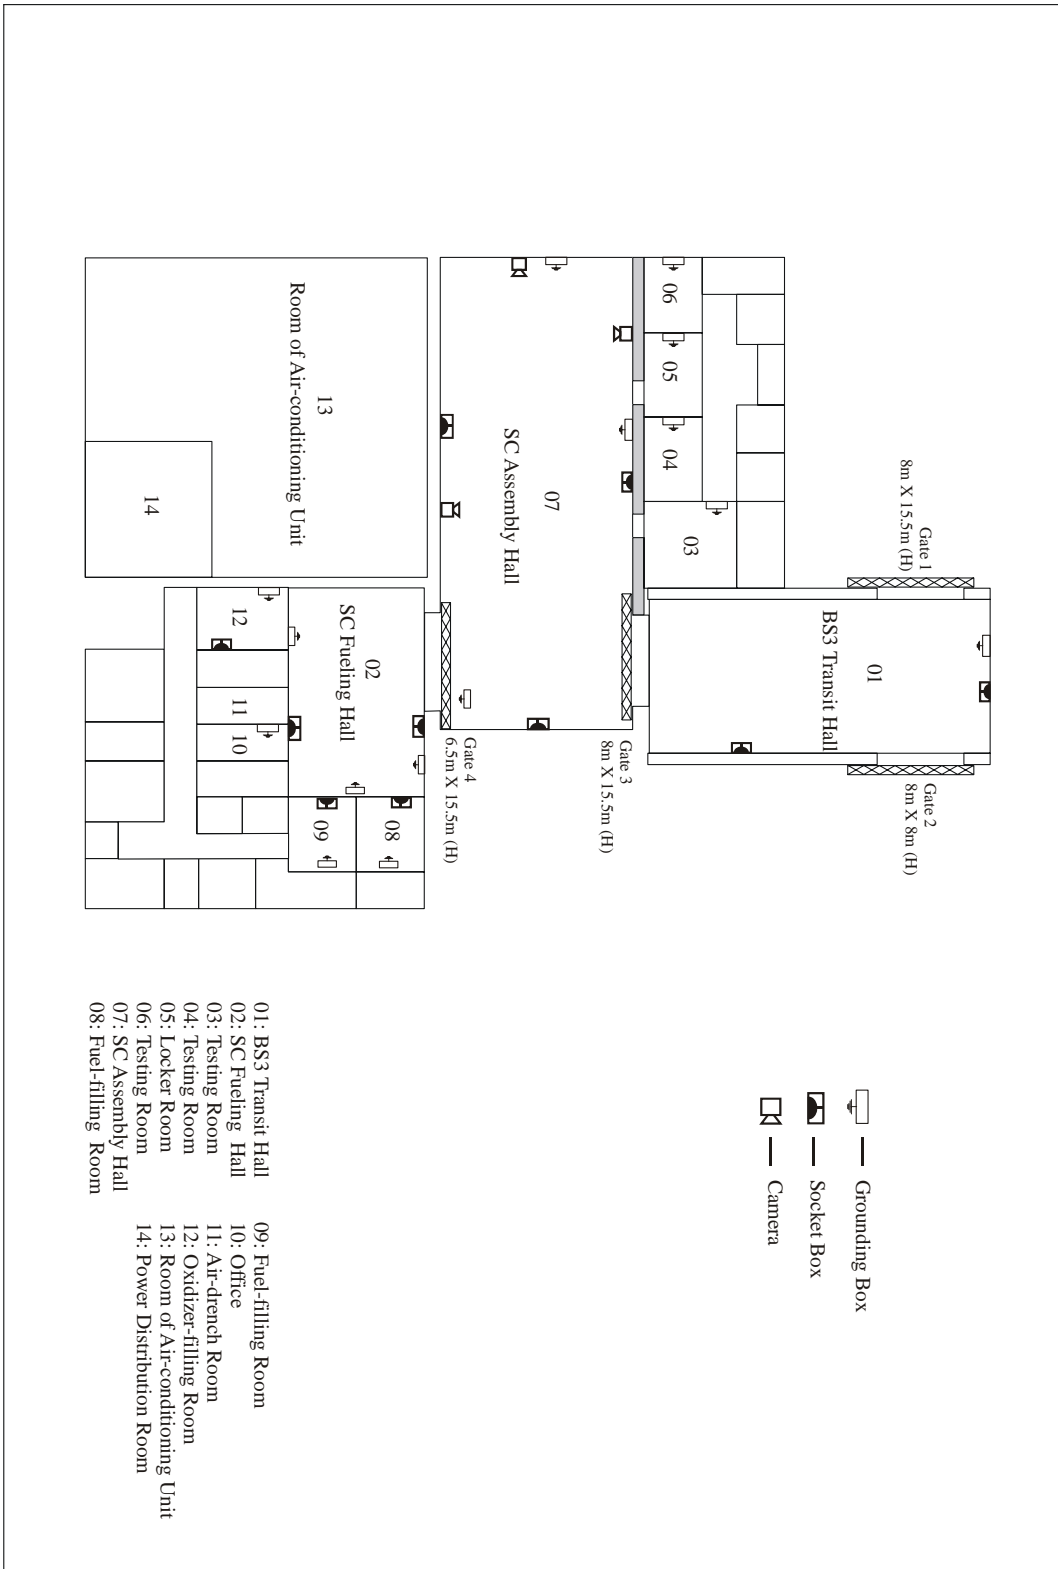 Gate 1
8m X 15.5m (H)
01
BS3 Transit Hall
Gate 2
8m X 8m (H)
06
05
04
03
Gate 3
8m X 15.5m (H)
07
SC Assembly Hall
Gate 4
6.5m X 15.5m (H)
13
Room of Air-conditioning Unit
14
02
SC Fueling Hall
08
09
12
11
10
Grounding Box
Socket Box
Camera
01: BS3 Transit Hall
02: SC Fueling Hall
03: Testing Room
04: Testing Room
05: Locker Room
06: Testing Room
07: SC Assembly Hall
08: Fuel-filling Room
09: Fuel-filling Room
10: Office
11: Air-drench Room
12: Oxidizer-filling Room
13: Room of Air-conditioning Unit
14: Power Distribution Room